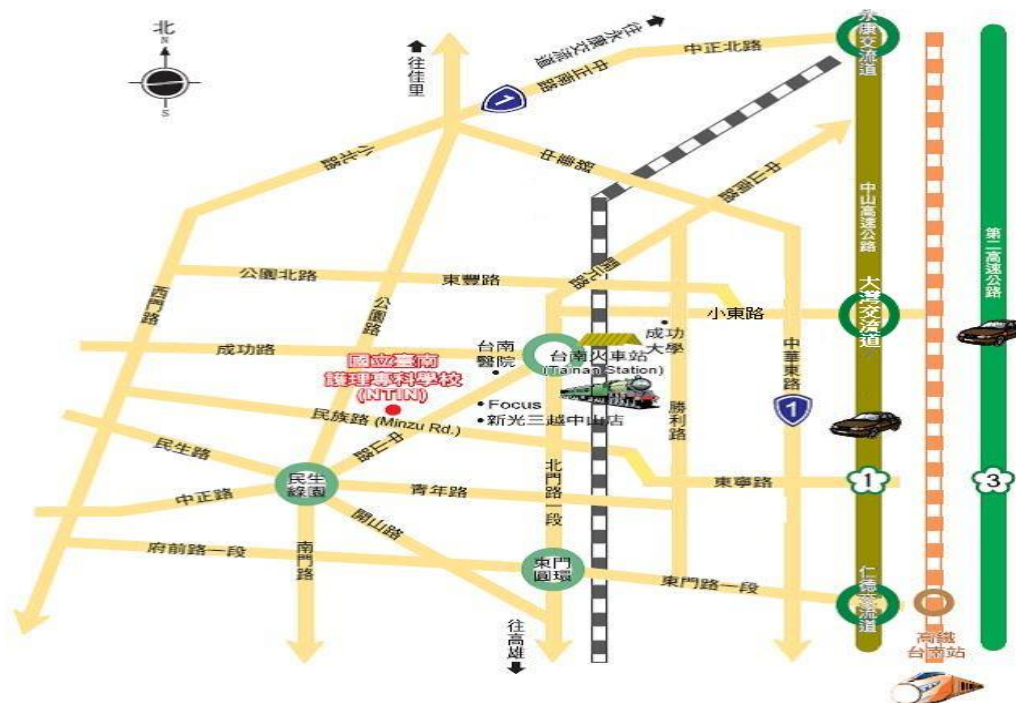 北
N
S
往佳里
往永康交流道
中正南路
中正北路
永康交流道
1
小北路
中華路
中山南路
中山高速公路
第二高速公路
公園北路
東豐路
開元路
西門路
公園路
小東路
大灣交流道
成功路
台南
醫院
台南火車站
(Tainan Station)
成功
大學
中華東路
國立臺南
護理專科學校
(NTIN)
Focus
新光三越中山店
民族路 (Minzu Rd.)
中山路
勝利路
1
民生路
民生
綠園
北門路一段
東寧路
1
3
中正路
青年路
開山路
府前路一段
南門路
東門
圓環
東門路一段
仁德交流道
往高雄
高鐵
台南站